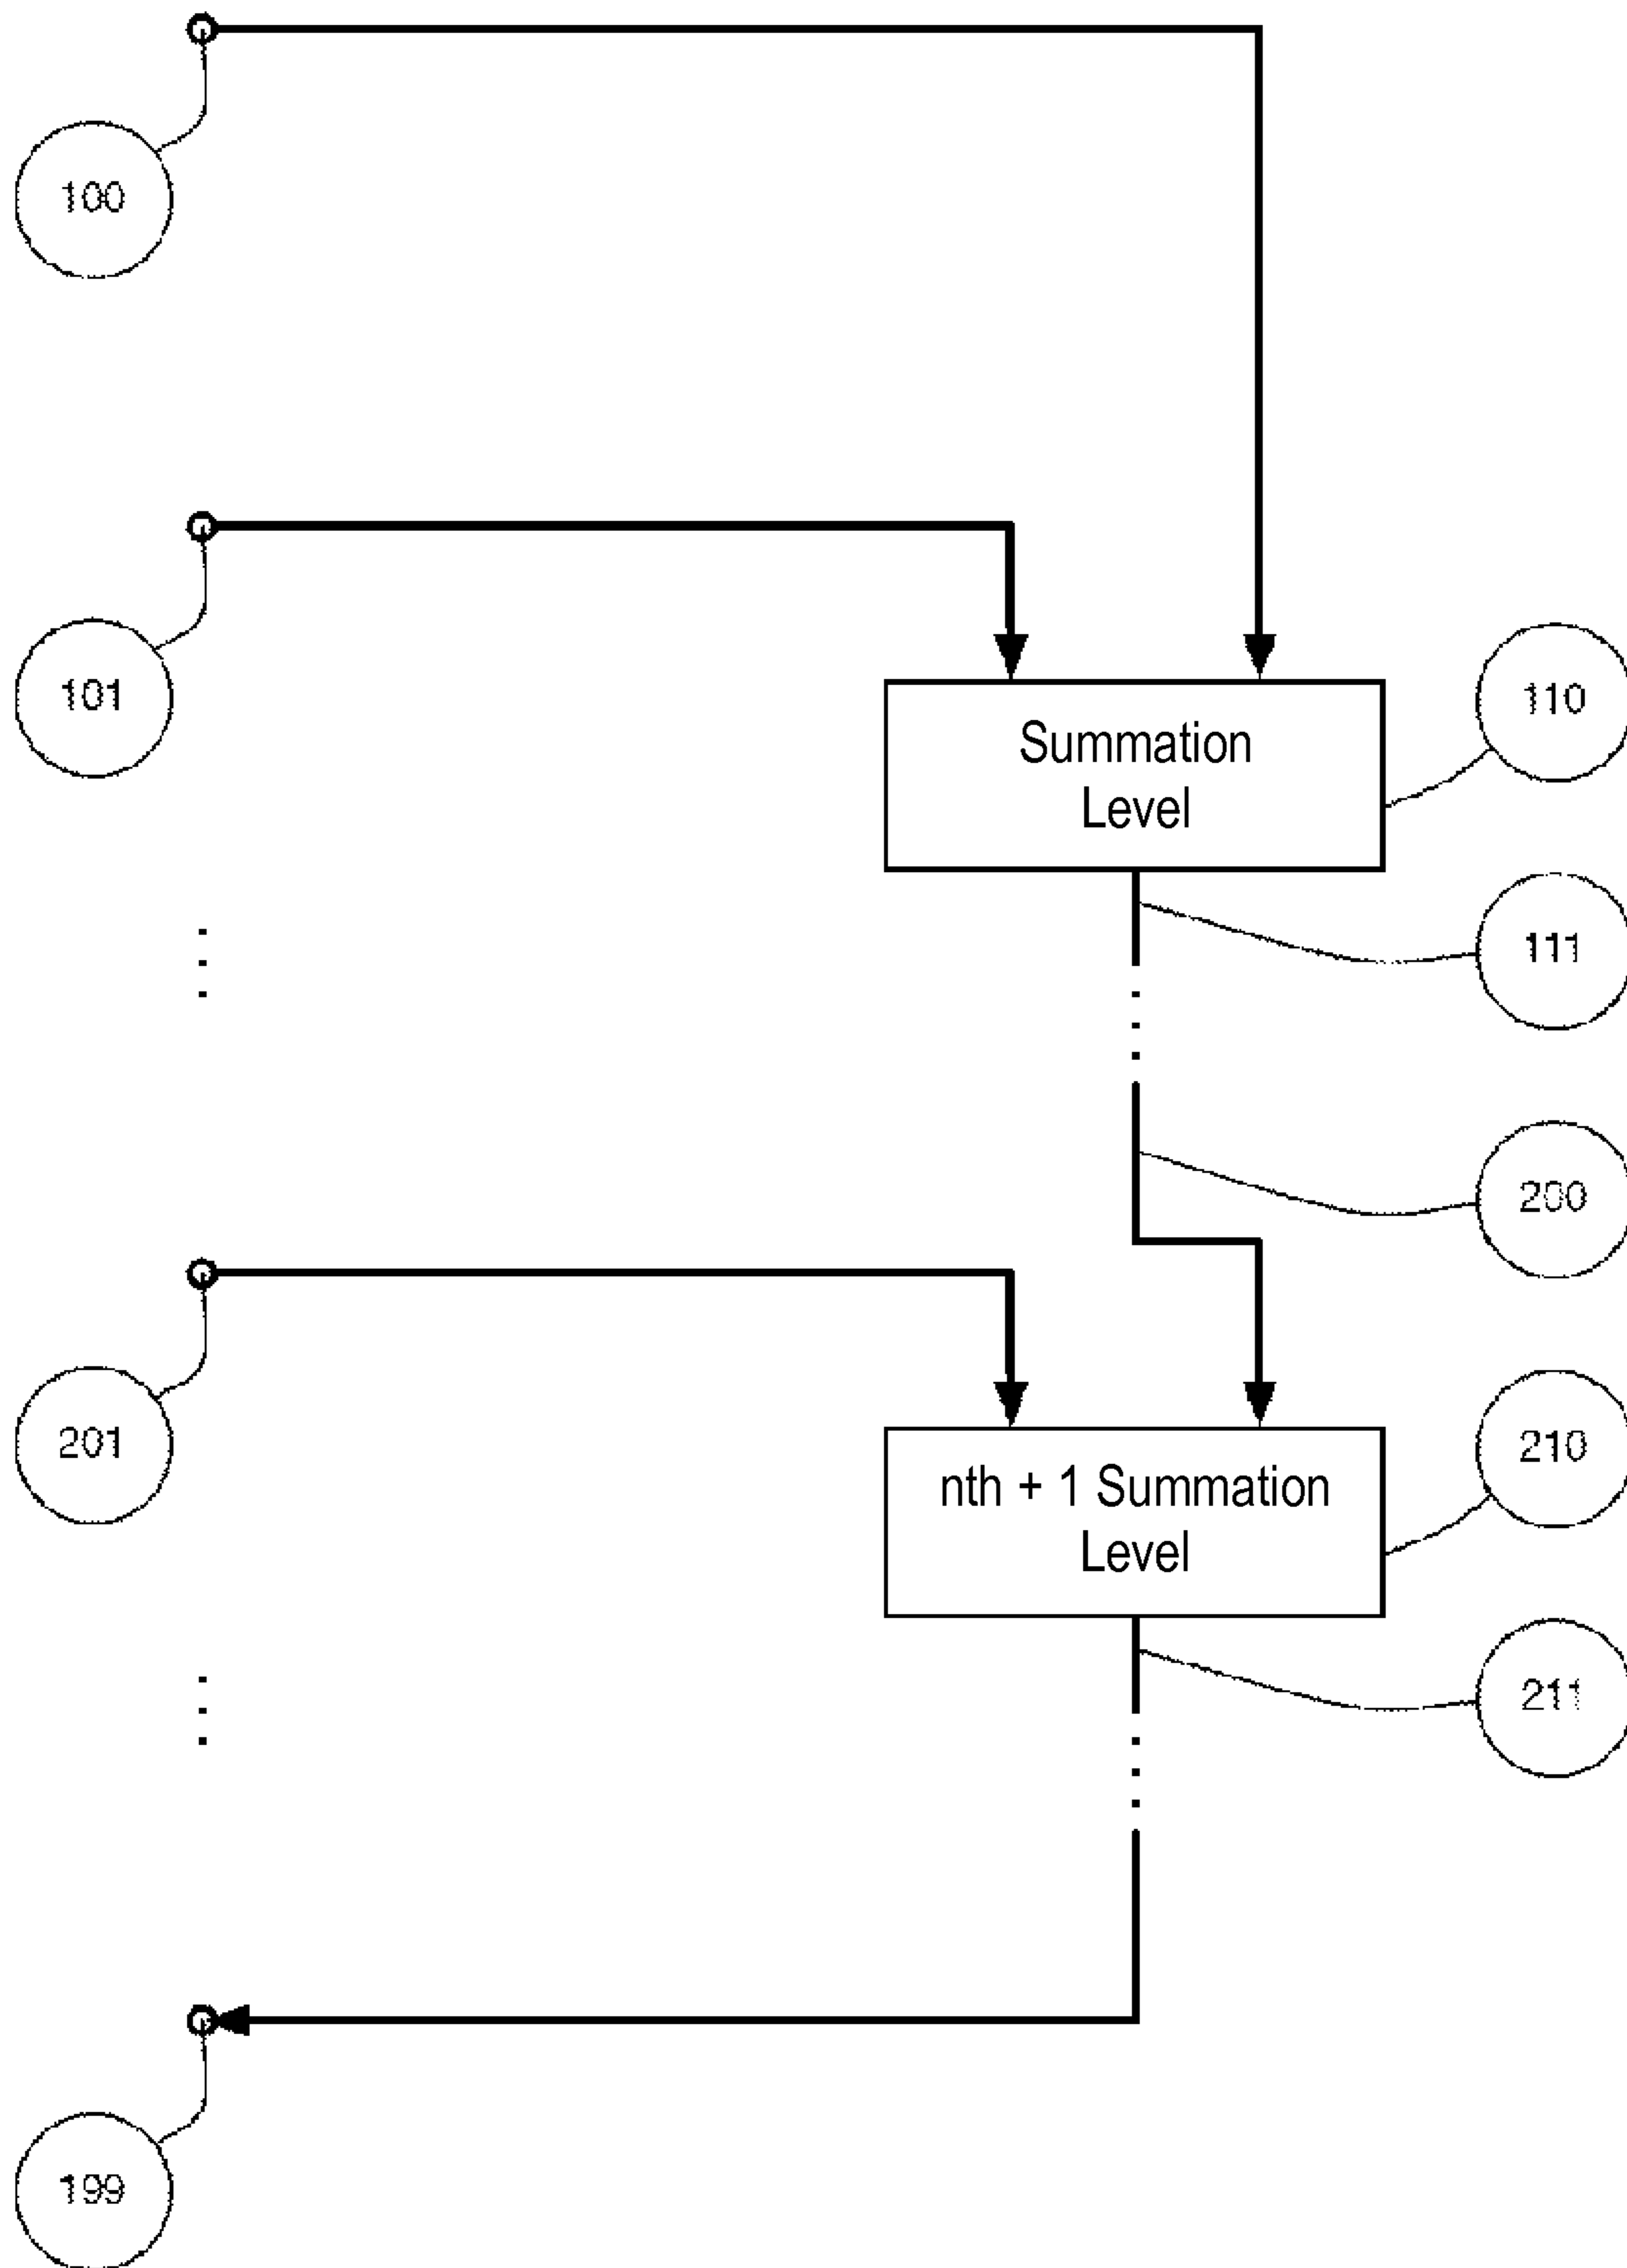 100
101
110
Summation
Level
111
200
201
210
nth + 1 Summation
Level
211
199